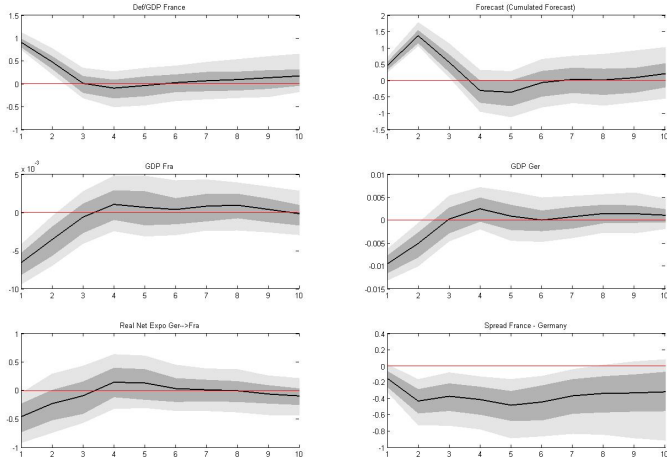 Def/GDP France
1.5
1
0.5
0
-0.5
-1
1 2 3 4 5 6 7 8 9 10
Forecast (Cumulated Forecast)
2
1.5
1
0.5
0
-0.5
-1
-1.5
1 2 3 4 5 6 7 8 9 10
GDP Fra
x 10^-3
5
0
-5
-10
1 2 3 4 5 6 7 8 9 10
GDP Ger
0.01
0.005
0
-0.005
-0.01
-0.015
1 2 3 4 5 6 7 8 9 10
Real Net Expo Ger-->Fra
1
0.5
0
-0.5
-1
1 2 3 4 5 6 7 8 9 10
Spread France - Germany
0.4
0.2
0
-0.2
-0.4
-0.6
-0.8
-1
1 2 3 4 5 6 7 8 9 10